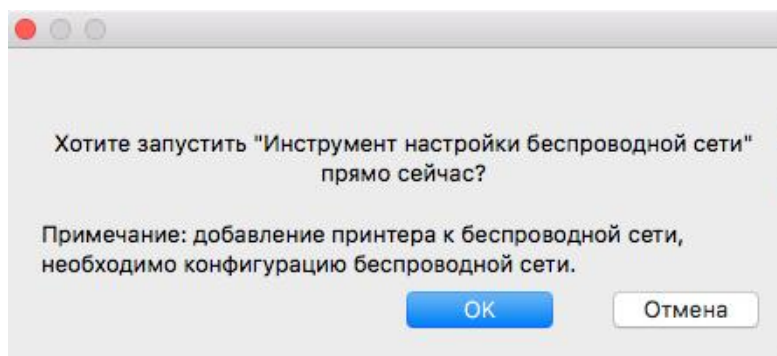 Хотите запустить "Инструмент настройки беспроводной сети"
прямо сейчас?
Примечание: добавление принтера к беспроводной сети,
необходимо конфигурацию беспроводной сети.
OK
Отмена